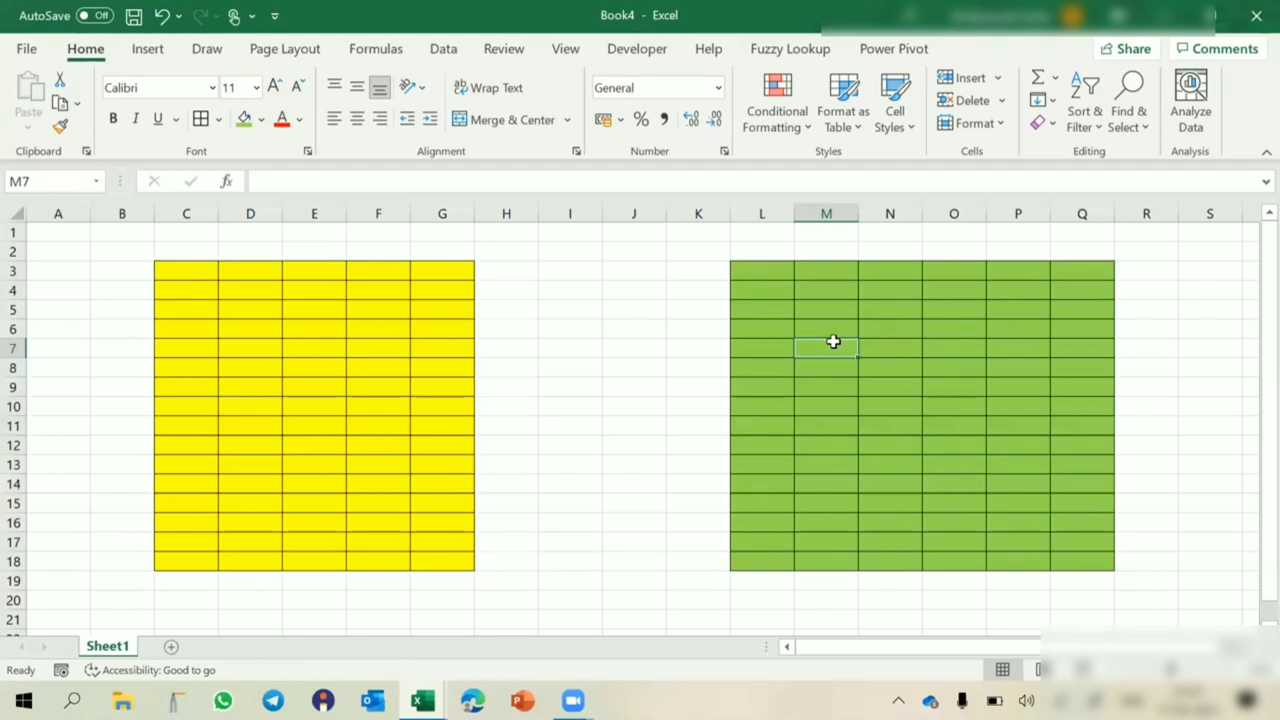 AutoSave Off Book4 - Excel
File Home Insert Draw Page Layout Formulas Data Review View Developer Help Fuzzy Lookup Power Pivot Share Comments
Paste
Calibri 11
B I U
Wrap Text
Merge & Center
General
Conditional Formatting
Format as Table
Cell Styles
Insert
Delete
Format
Sort & Filter
Find & Select
Analyze Data
Clipboard Font Alignment Number Styles Cells Editing Analysis
M7 fx
A B C D E F G H I J K L M N O P Q R S
1
2
3
4
5
6
7
8
9
10
11
12
13
14
15
16
17
18
19
20
21
Sheet1
Ready Accessibility: Good to go